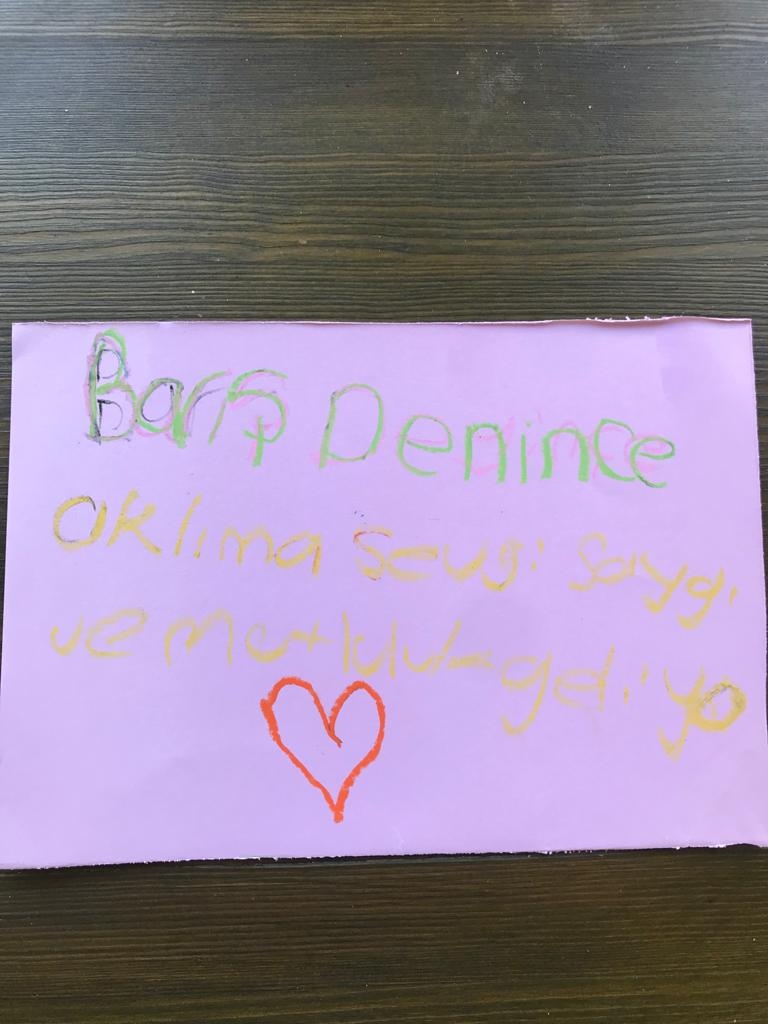 Barış Denince
aklıma sevgi saygı
ve mutluluk geliyo